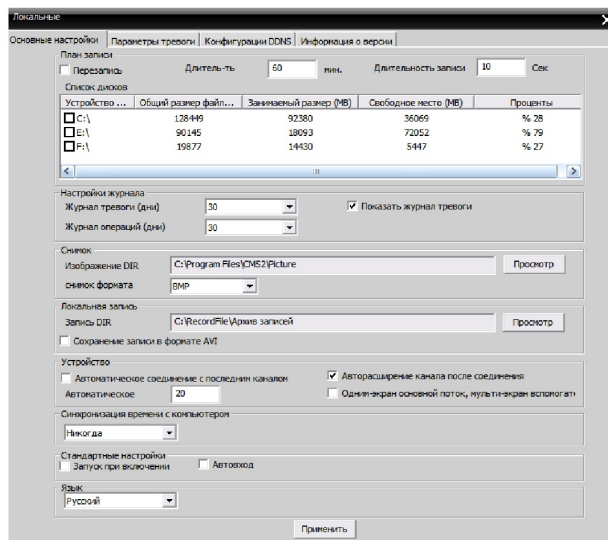 Локальные
Основные настройки Параметры тревоги Конфигурации DDNS Информация о версии
План записи
Перезапись Длитель-ть 60 мин. Длительность записи 10 Сек
Список дисков
Устройство ... Общий размер файл... Занимаемый размер (MB) Свободное место (MB) Проценты
C:\ 128449 92380 36069 % 28
E:\ 90145 18093 72052 % 79
F:\ 19877 14430 5447 % 27
Настройки журнала
Журнал тревоги (дни) 30 Показать журнал тревоги
Журнал операций (дни) 30
Снимок
Изображение DIR C:\Program Files\CMS2\Picture Просмотр
снимок формата BMP
Локальная запись
Запись DIR C:\RecordFile\Архив записей Просмотр
Сохранение записи в формате AVI
Устройство
Автоматическое соединение с последним каналом Авторасширение канала после соединения
Автоматическое 20 Одним-экран основной поток, мульти-экран вспомогате
Синхронизация времени с компьютером
Никогда
Стандартные настройки
Запуск при включении Автовход
Язык
Русский
Применить